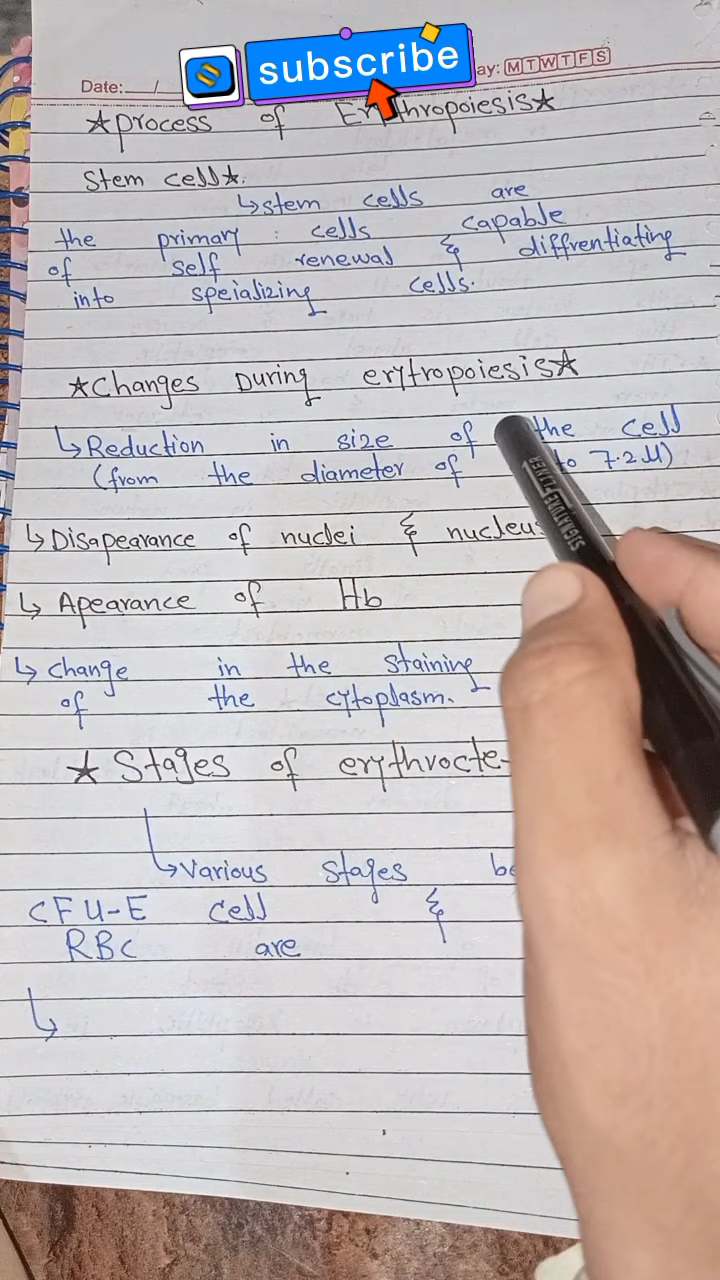 subscribe
Date: / ay: M T W T F S
★process of Erythropoiesis★
Stem cell★.
↳stem cells are
the primary cells capable
of self renewal & diffrentiating
into speializing cells.
★Changes During erytropoiesis★
↳Reduction in size of the cell
(from the diameter of to 7.2 M)
↳Disapearance of nuclei & nucleus
↳ Apearance of Hb
↳ change in the staining
of the cytoplasm.
★ Stages of erythrocte-
↳various stages be
CFU-E cell &
RBC are
↳
SIGNATURE LINER